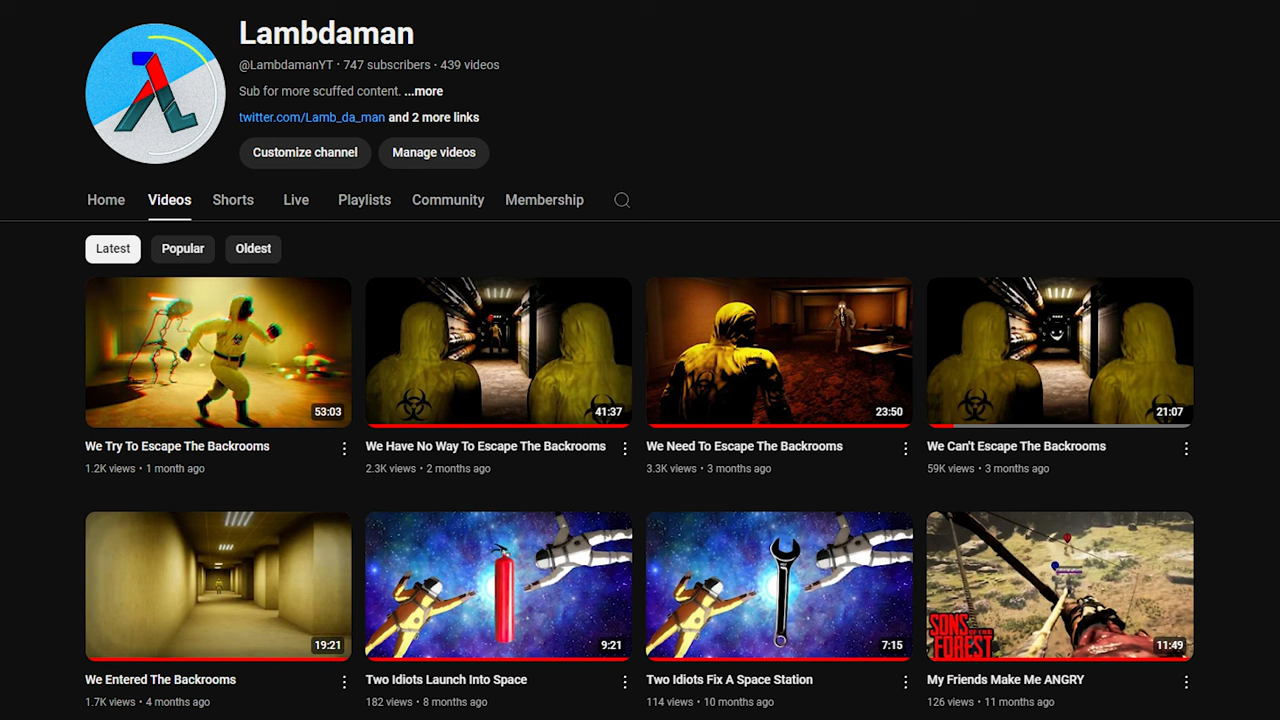 Lambdaman
@LambdamanYT · 747 subscribers · 439 videos
Sub for more scuffed content. ...more
twitter.com/Lamb_da_man and 2 more links
Customize channel Manage videos
Home Videos Shorts Live Playlists Community Membership
Latest Popular Oldest
53:03 41:37 23:50 21:07
We Try To Escape The Backrooms We Have No Way To Escape The Backrooms We Need To Escape The Backrooms We Can't Escape The Backrooms
1.2K views · 1 month ago 2.3K views · 2 months ago 3.3K views · 3 months ago 59K views · 3 months ago
SONS
OF THE
FOREST
19:21 9:21 7:15 11:49
We Entered The Backrooms Two Idiots Launch Into Space Two Idiots Fix A Space Station My Friends Make Me ANGRY
1.7K views · 4 months ago 182 views · 8 months ago 114 views · 10 months ago 126 views · 11 months ago